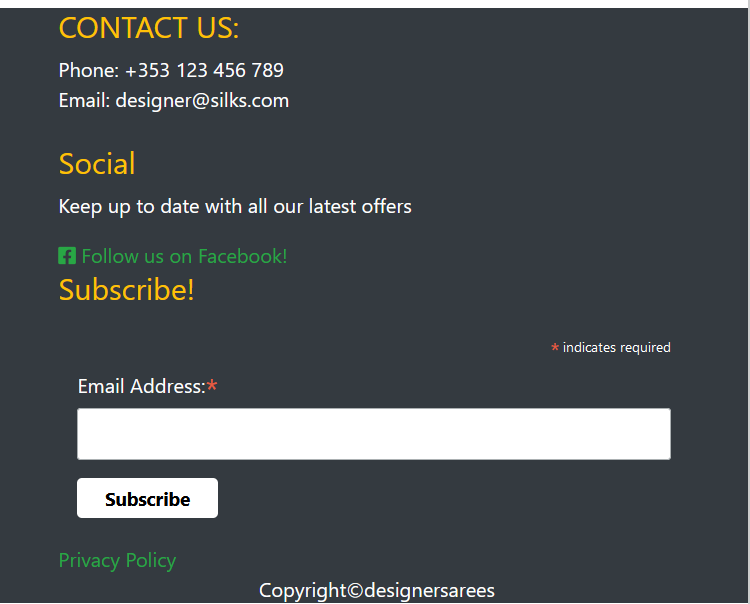 CONTACT US:
Phone: +353 123 456 789
Email: designer@silks.com
Social
Keep up to date with all our latest offers
Follow us on Facebook!
Subscribe!
* indicates required
Email Address:*
Subscribe
Privacy Policy
Copyright©designersarees